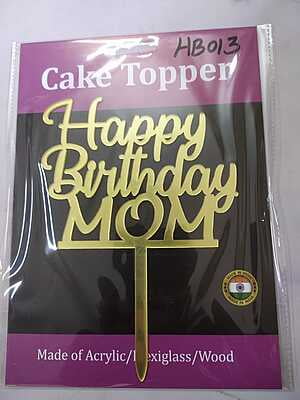 HB013
Cake Topper
Happy
Birthday
MOM
Made of Acrylic/Plexiglass/Wood